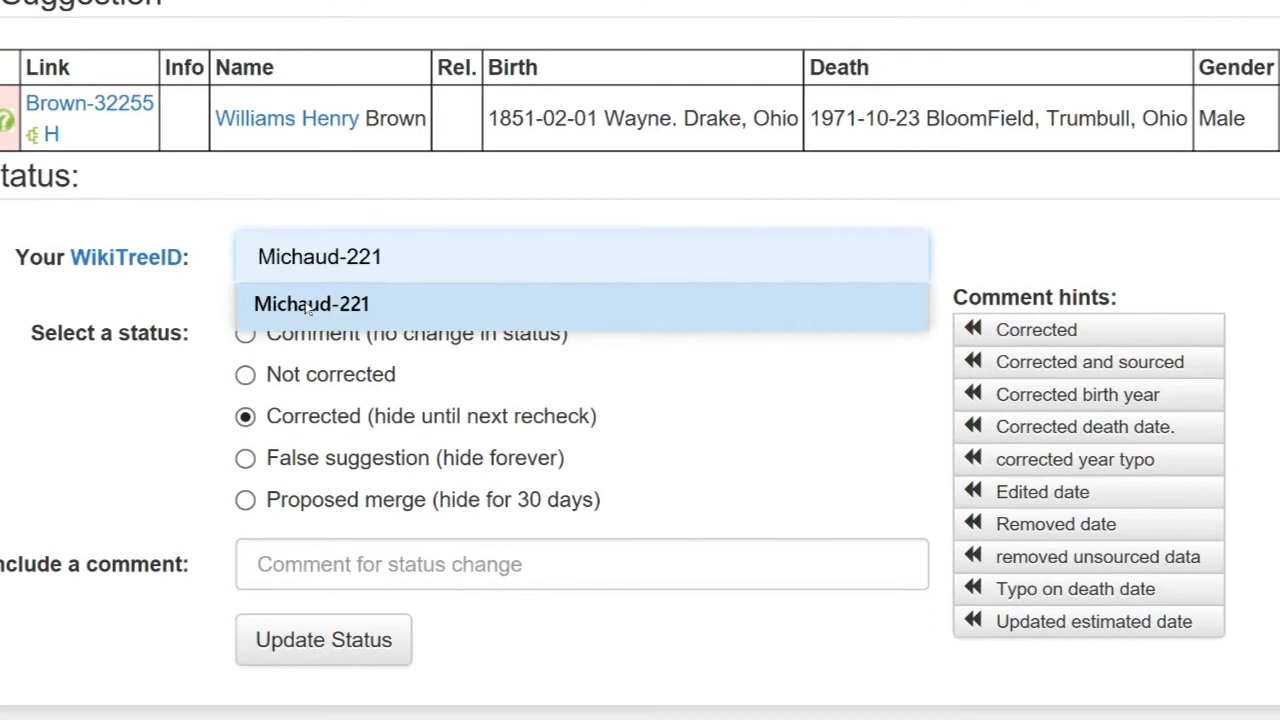 Suggestion
Link Info Name Rel. Birth Death Gender
Brown-32255 Williams Henry Brown 1851-02-01 Wayne. Drake, Ohio 1971-10-23 BloomField, Trumbull, Ohio Male
H
tatus:
Your WikiTreeID: Michaud-221
Michaud-221
Comment hints:
Select a status: Comment (no change in status)
Corrected
Corrected and sourced
Not corrected
Corrected birth year
Corrected (hide until next recheck)
Corrected death date.
False suggestion (hide forever)
corrected year typo
Proposed merge (hide for 30 days)
Edited date
Removed date
removed unsourced data
nclude a comment: Comment for status change
Typo on death date
Updated estimated date
Update Status